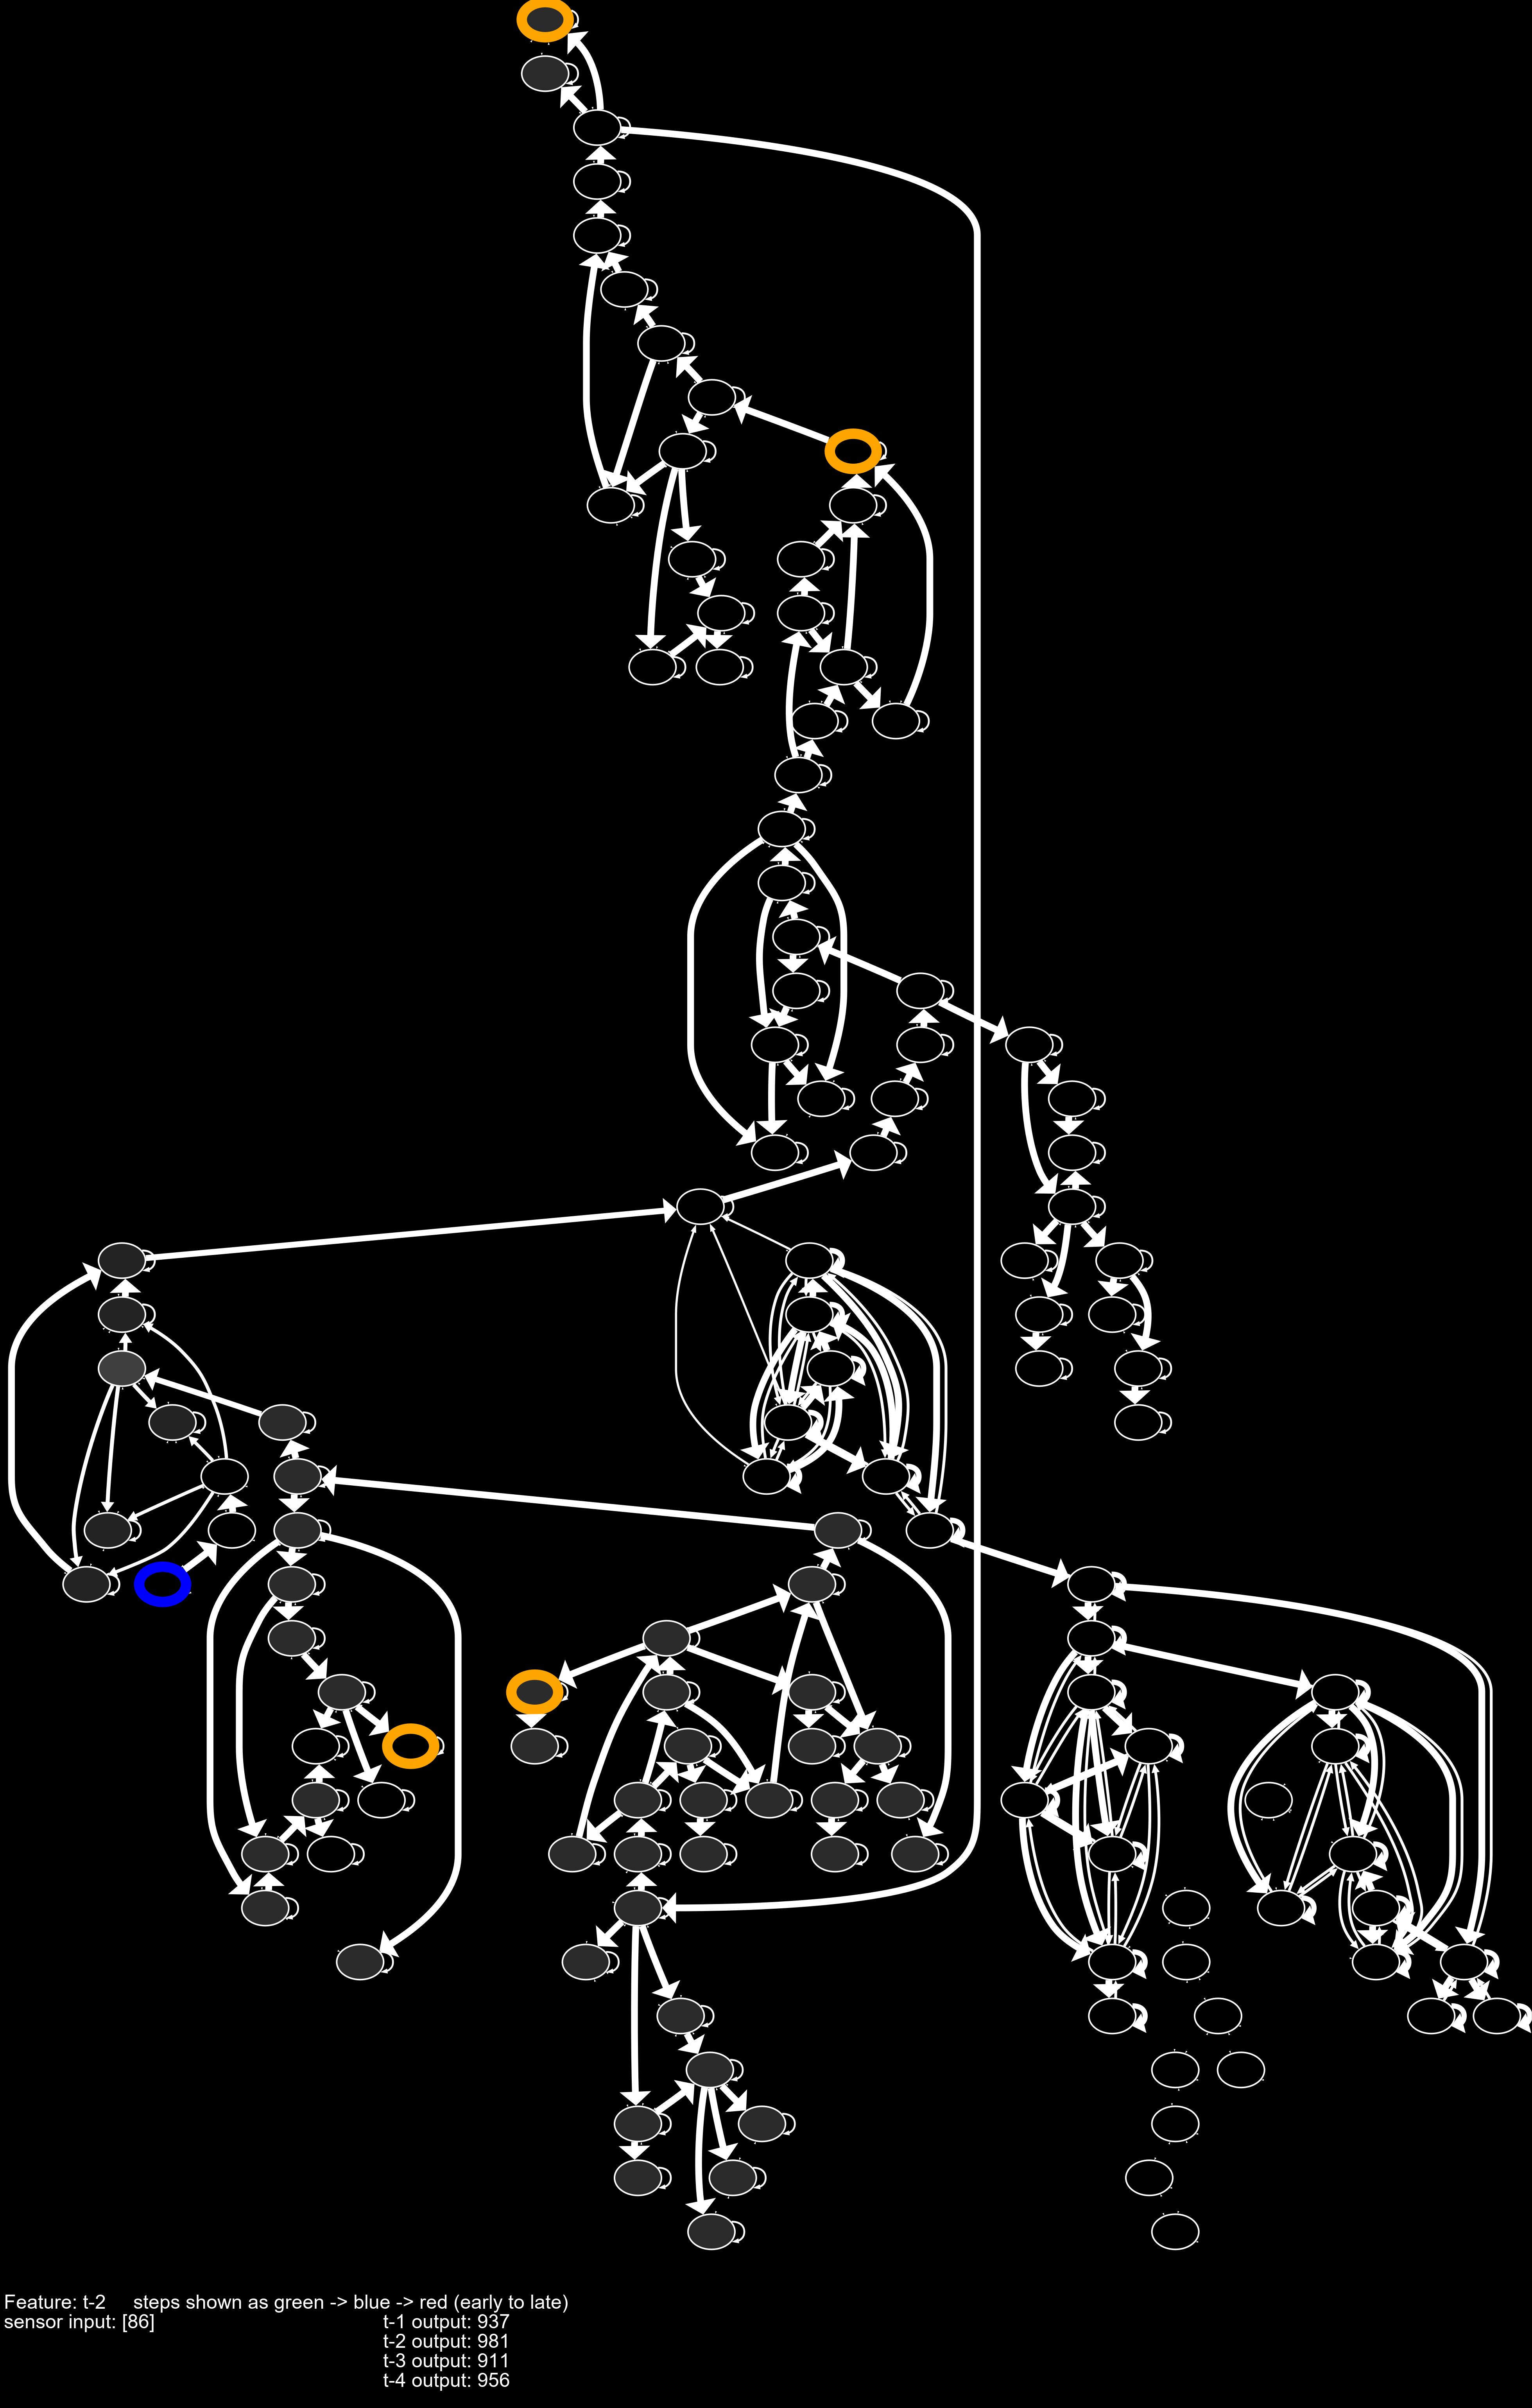 Feature: t-2 steps shown as green -> blue -> red (early to late)
sensor input: [86] t-1 output: 937
t-2 output: 981
t-3 output: 911
t-4 output: 956